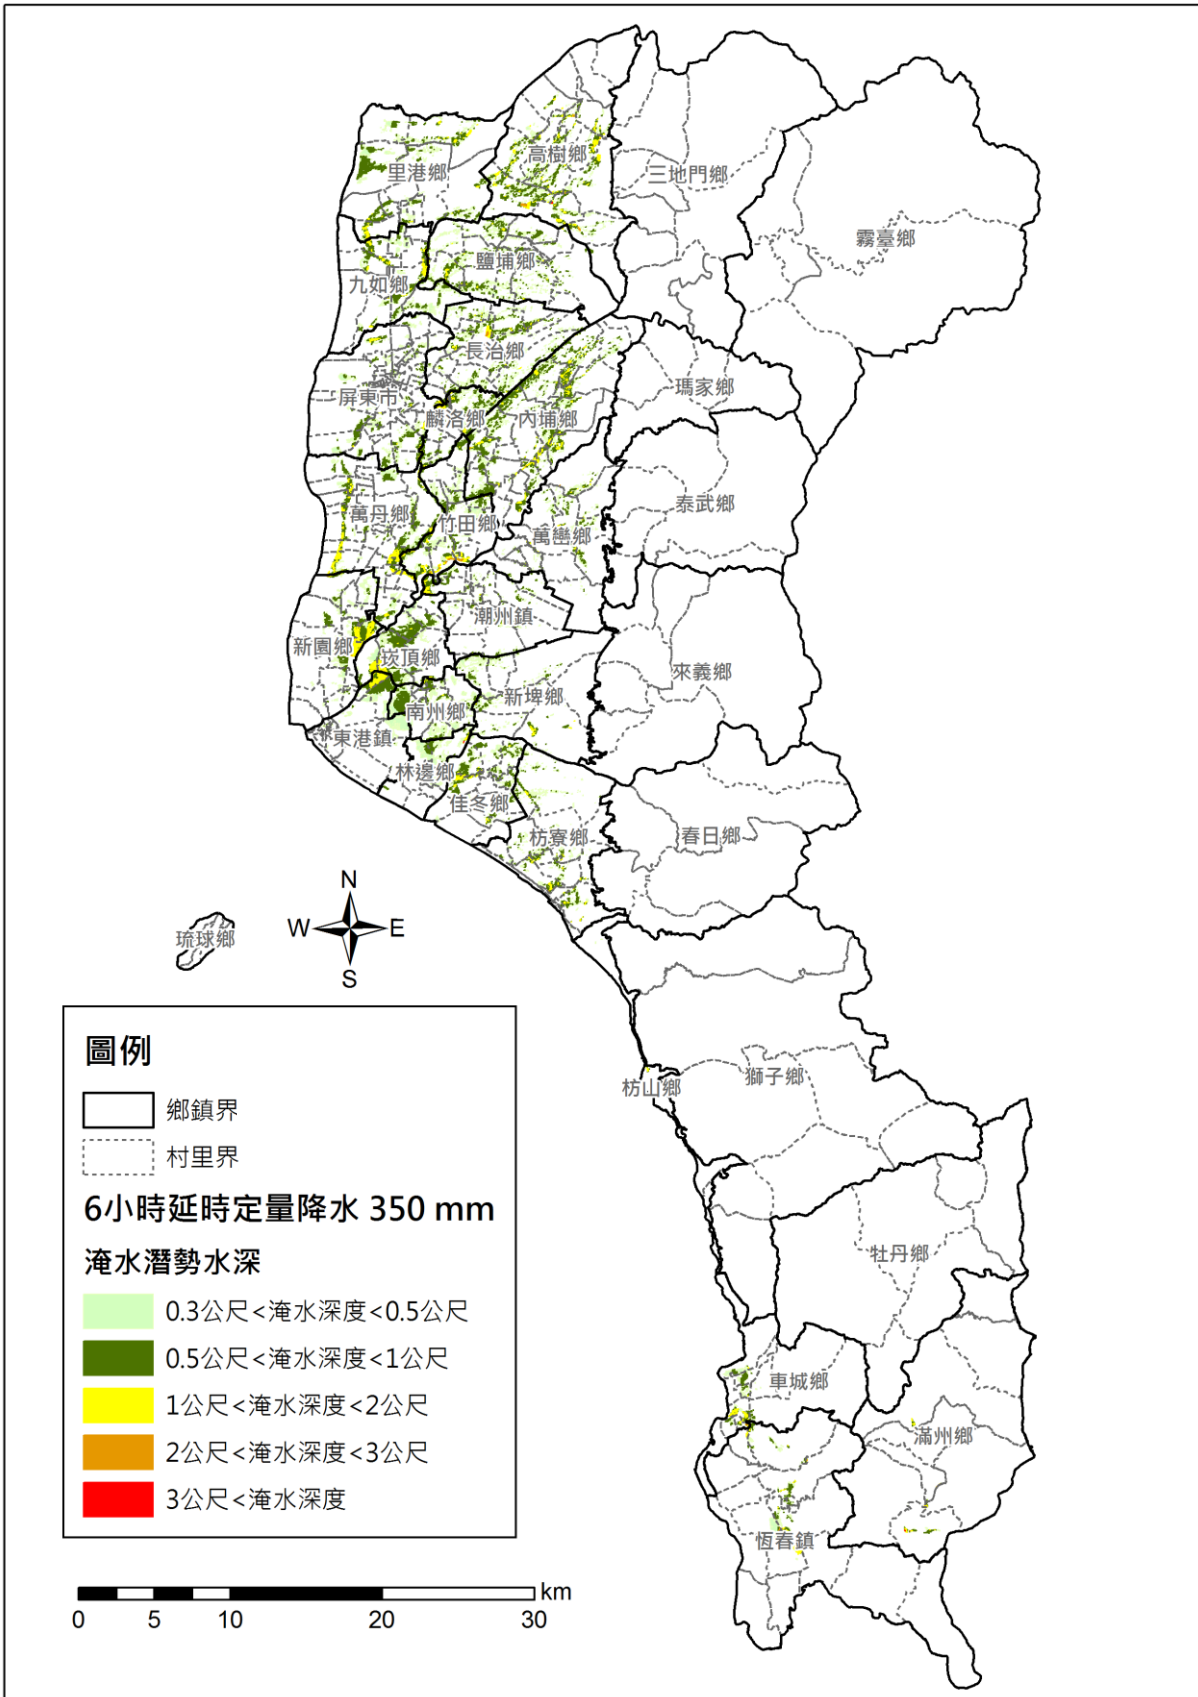 高樹鄉
三地門鄉
里港鄉
霧臺鄉
鹽埔鄉
九如鄉
長治鄉
瑪家鄉
屏東市
麟洛鄉
內埔鄉
泰武鄉
萬丹鄉
竹田鄉
萬巒鄉
潮州鎮
新園鄉
崁頂鄉
來義鄉
新埤鄉
南州鄉
東港鎮
林邊鄉
佳冬鄉
枋寮鄉
春日鄉
N
W
E
S
琉球鄉
枋山鄉
獅子鄉
牡丹鄉
車城鄉
滿州鄉
恆春鎮
圖例
鄉鎮界
村里界
6小時延時定量降水 350 mm
淹水潛勢水深
0.3公尺<淹水深度<0.5公尺
0.5公尺<淹水深度<1公尺
1公尺<淹水深度<2公尺
2公尺<淹水深度<3公尺
3公尺<淹水深度
km
0 5 10 20 30